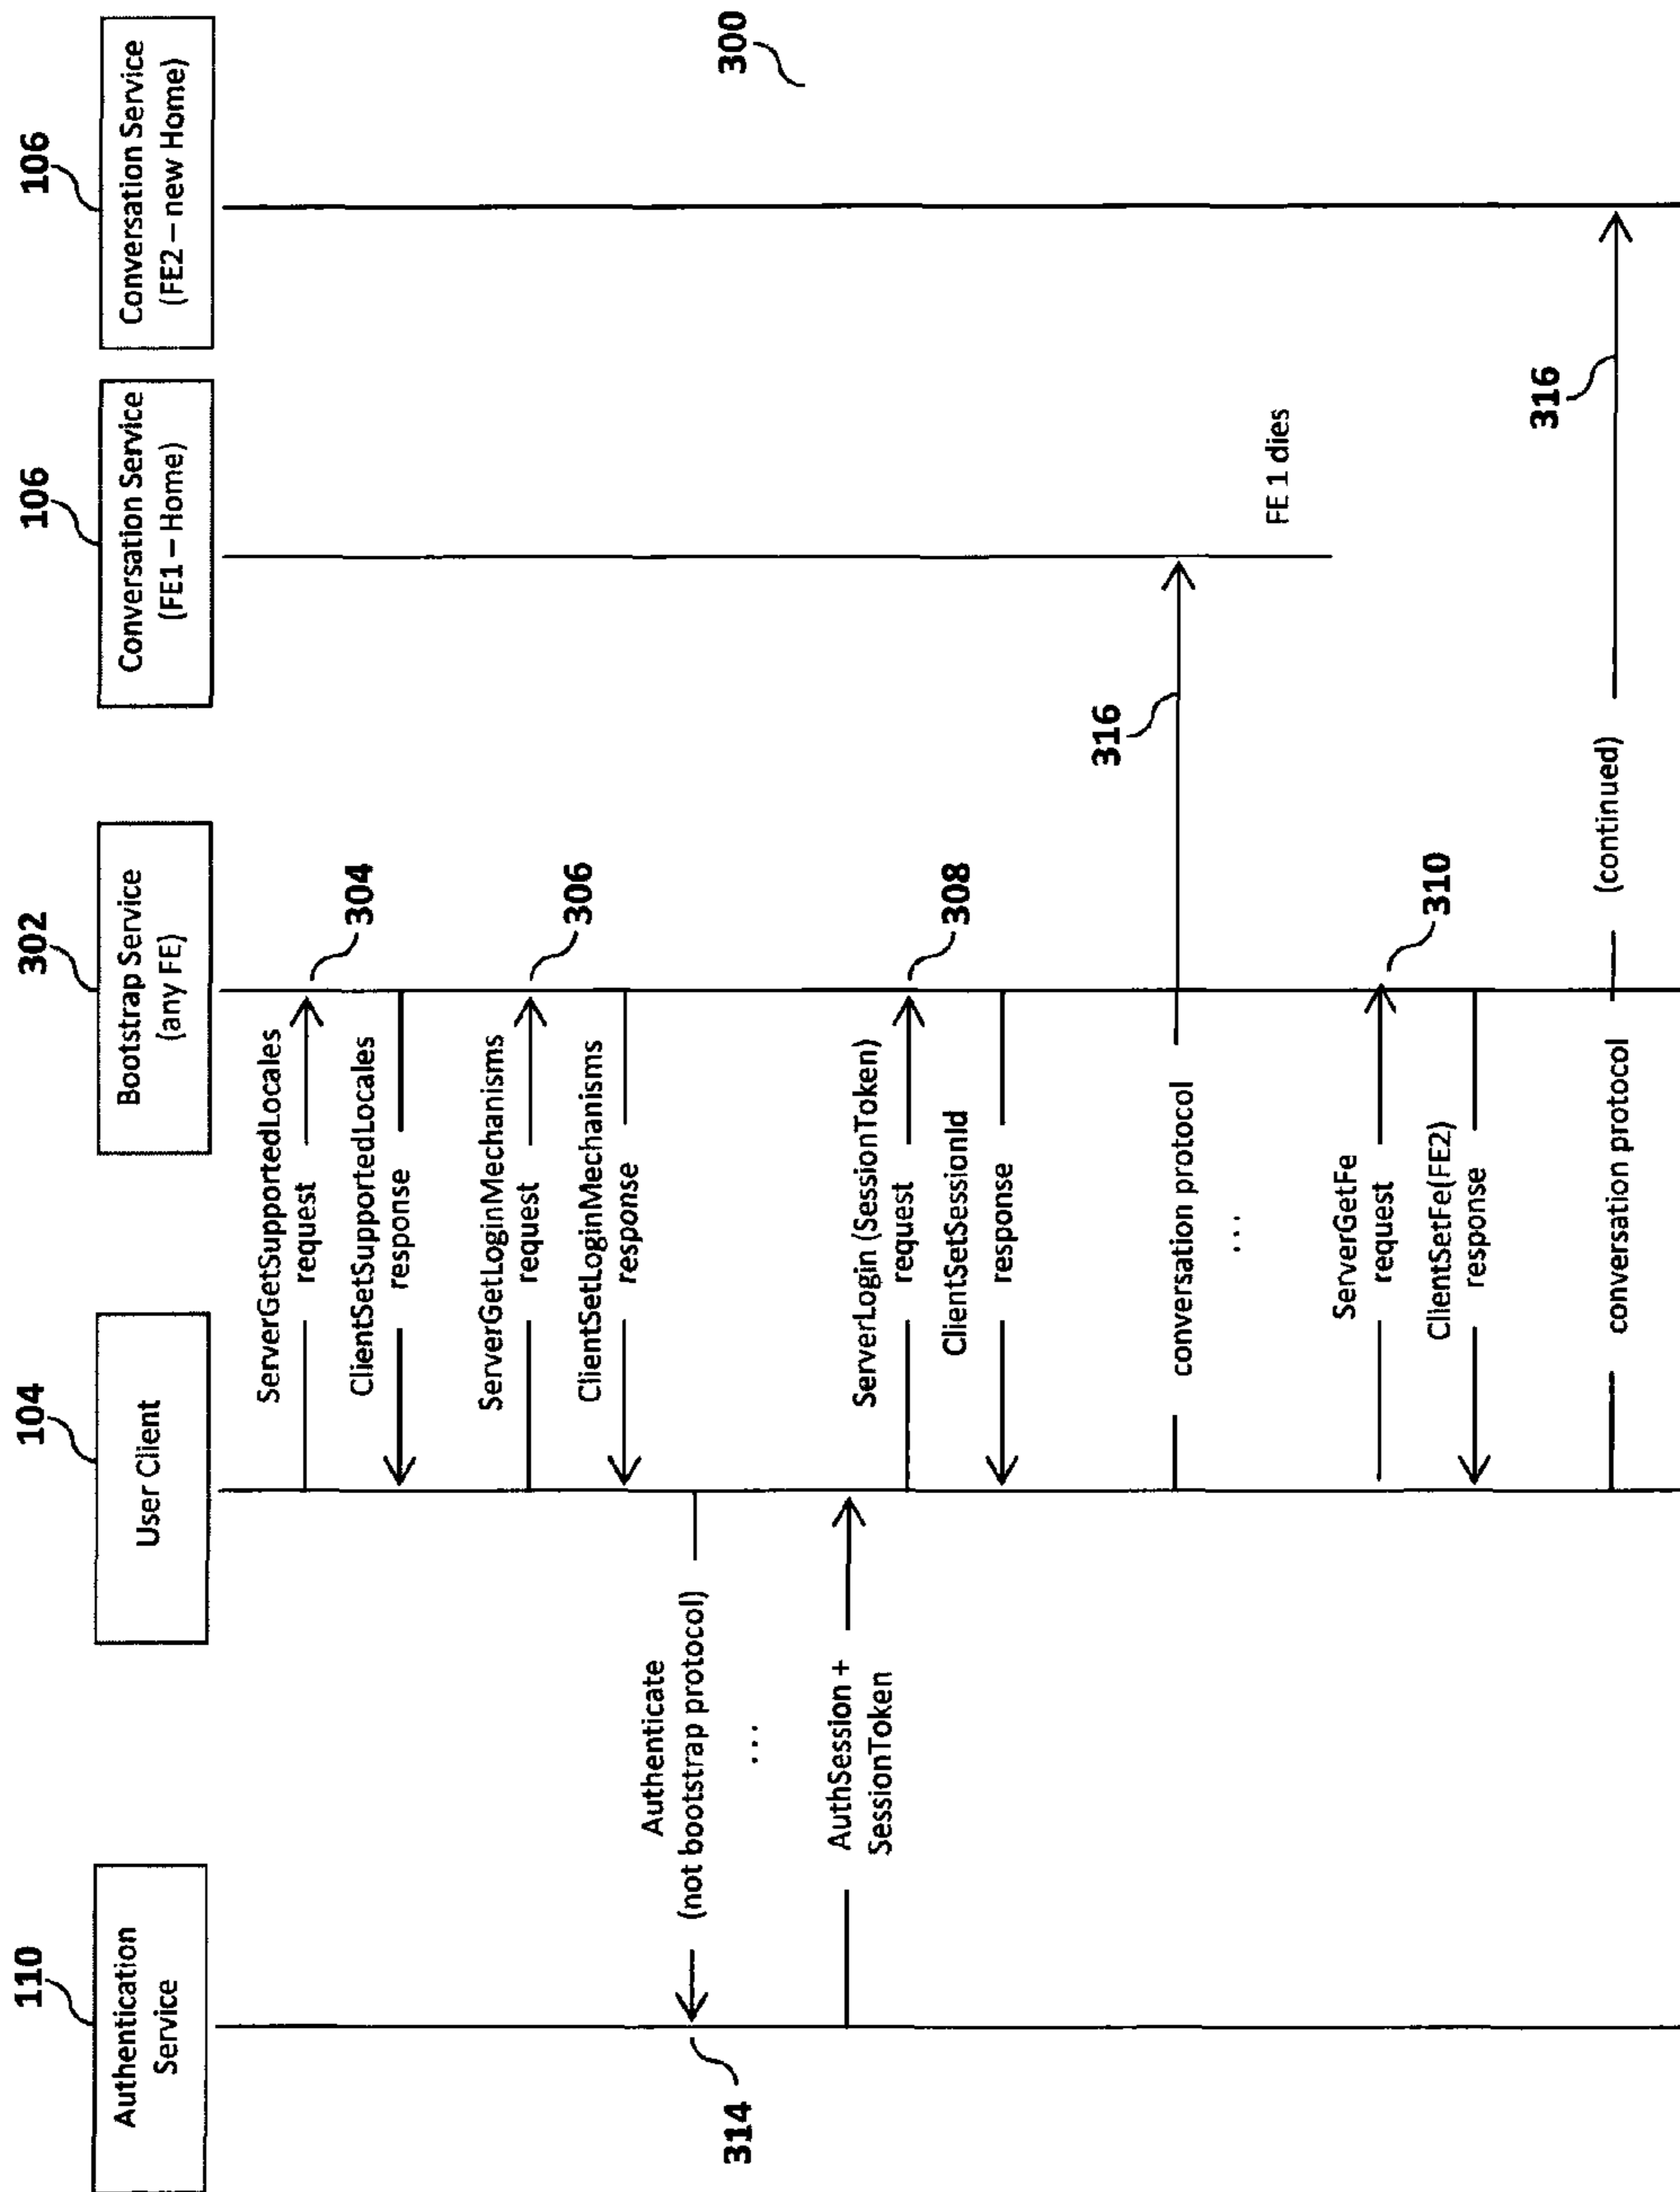 110
104
302
106
106
Authentication
Service
User Client
Bootstrap Service
(any FE)
Conversation Service
(FE1 – Home)
Conversation Service
(FE2 – new Home)
300
ServerGetSupportedLocales
request
304
ClientSetSupportedLocales
response
ServerGetLoginMechanisms
request
306
ClientSetLoginMechanisms
response
Authenticate
(not bootstrap protocol)
314
...
AuthSession +
SessionToken
ServerLogin (SessionToken)
request
308
ClientSetSessionId
response
conversation protocol
316
...
FE 1 dies
ServerGetFe
request
310
ClientSetFe(FE2)
response
conversation protocol
(continued)
316